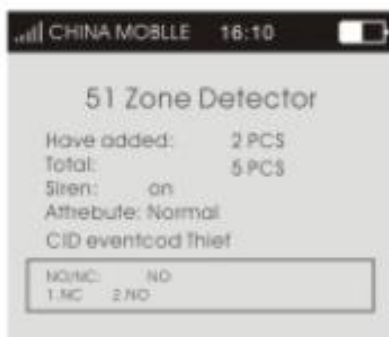 CHINA MOBLLE 16:10
51 Zone Detector
Have added: 2 PCS
Total: 5 PCS
Siren: on
Attrebute: Normal
CID eventcod Thief
NO/NC: NO
1.NC 2.NO